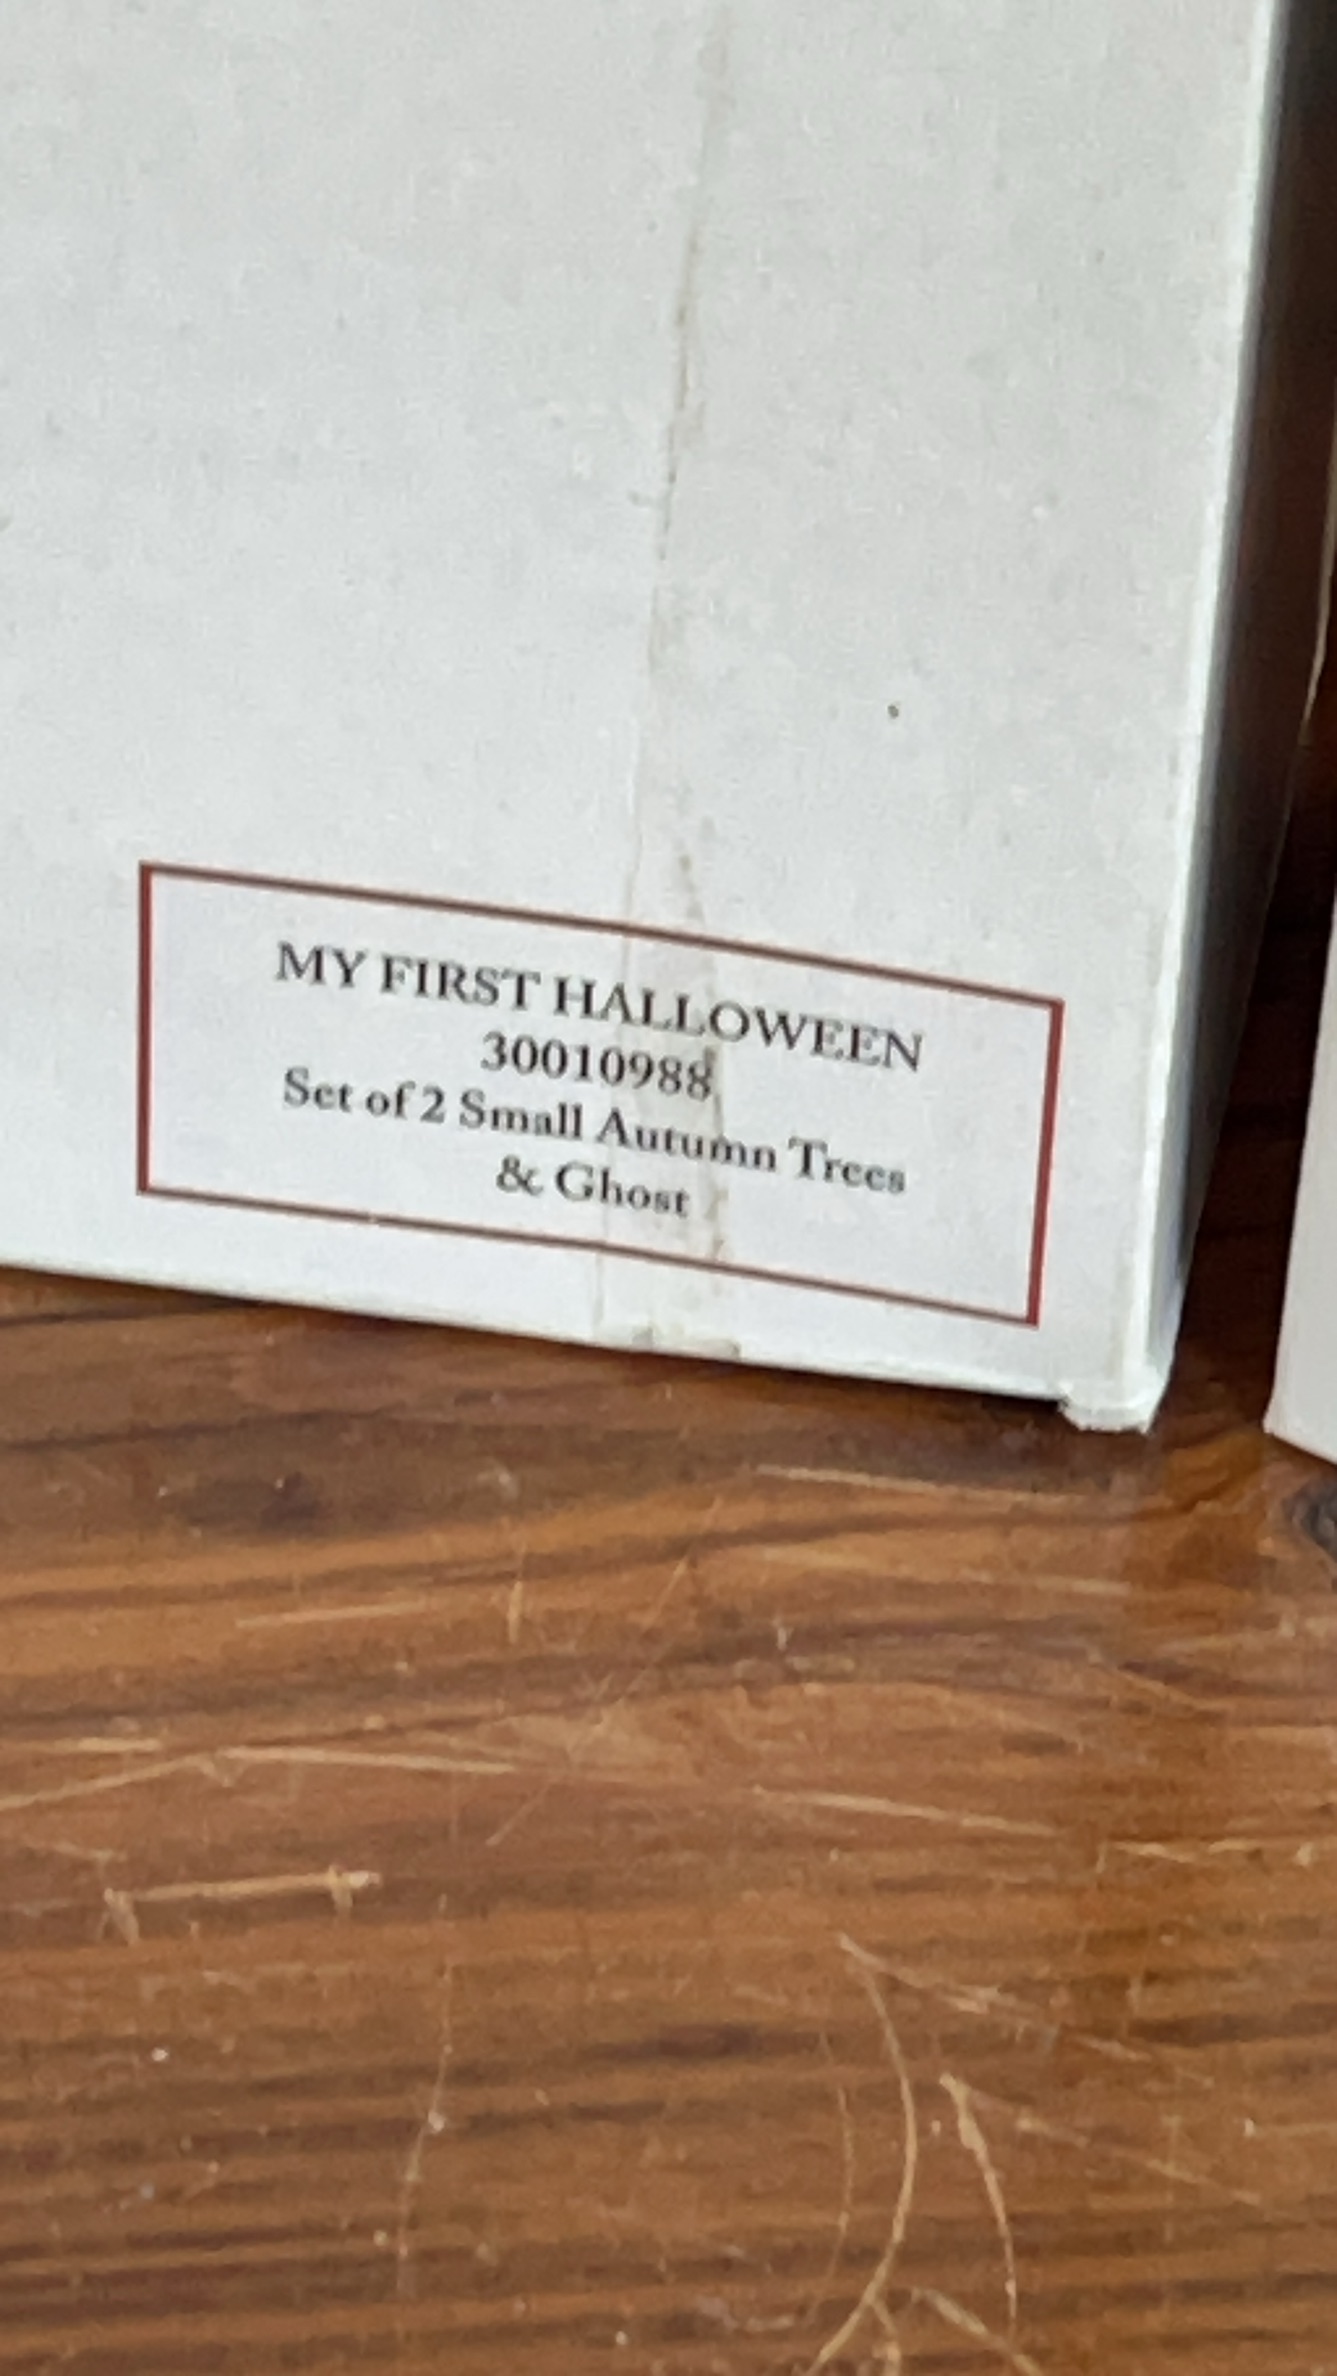 MY FIRST HALLOWEEN
30010988
Set of 2 Small Autumn Trees
& Ghost